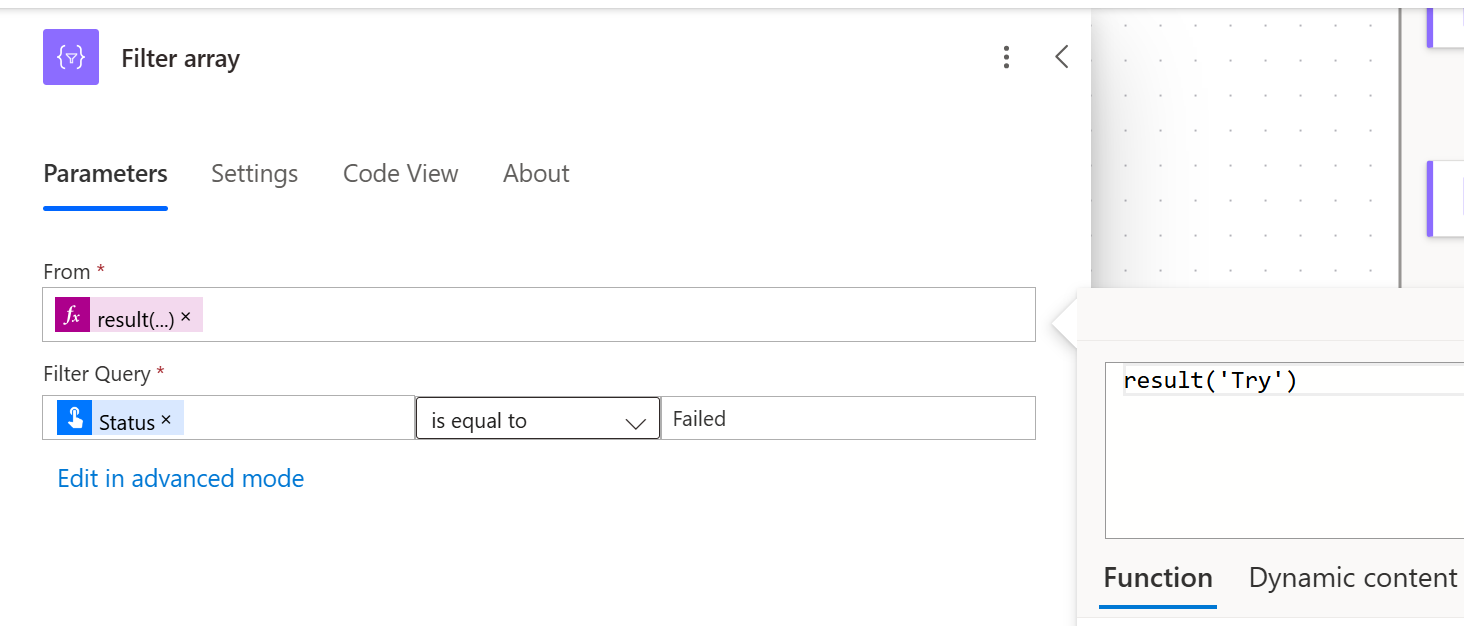 Filter array
Parameters Settings Code View About
From *
fx result(...) ×
Filter Query *
Status × is equal to Failed
Edit in advanced mode
result('Try')
Function Dynamic content